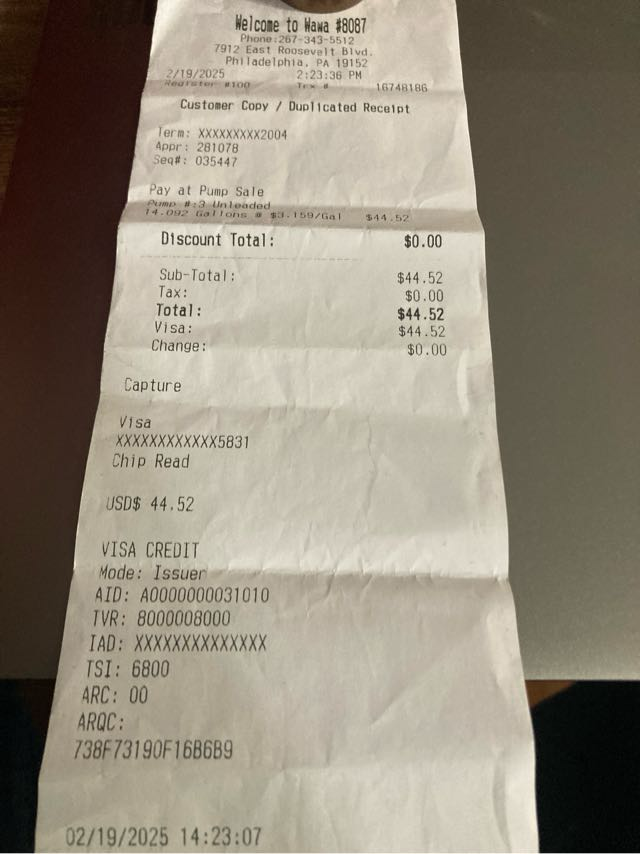 Welcome to Wawa #8087
Phone:267-343-5512
7912 East Roosevelt Blvd.
Philadelphia, PA 19152
2/19/2025 2:23:36 PM
Register #100 Trx # 16748186
Customer Copy / Duplicated Receipt
Term: XXXXXXXXX2004
Appr: 281078
Seq#: 035447
Pay at Pump Sale
Pump #:3 Unleaded
14.092 Gallons @ $3.159/Gal $44.52
Discount Total: $0.00
Sub-Total: $44.52
Tax: $0.00
Total: $44.52
Visa: $44.52
Change: $0.00
Capture
Visa
XXXXXXXXXXXX5831
Chip Read
USD$ 44.52
VISA CREDIT
Mode: Issuer
AID: A0000000031010
TVR: 8000008000
IAD: XXXXXXXXXXXXXX
TSI: 6800
ARC: 00
ARQC:
738F73190F16B6B9
02/19/2025 14:23:07